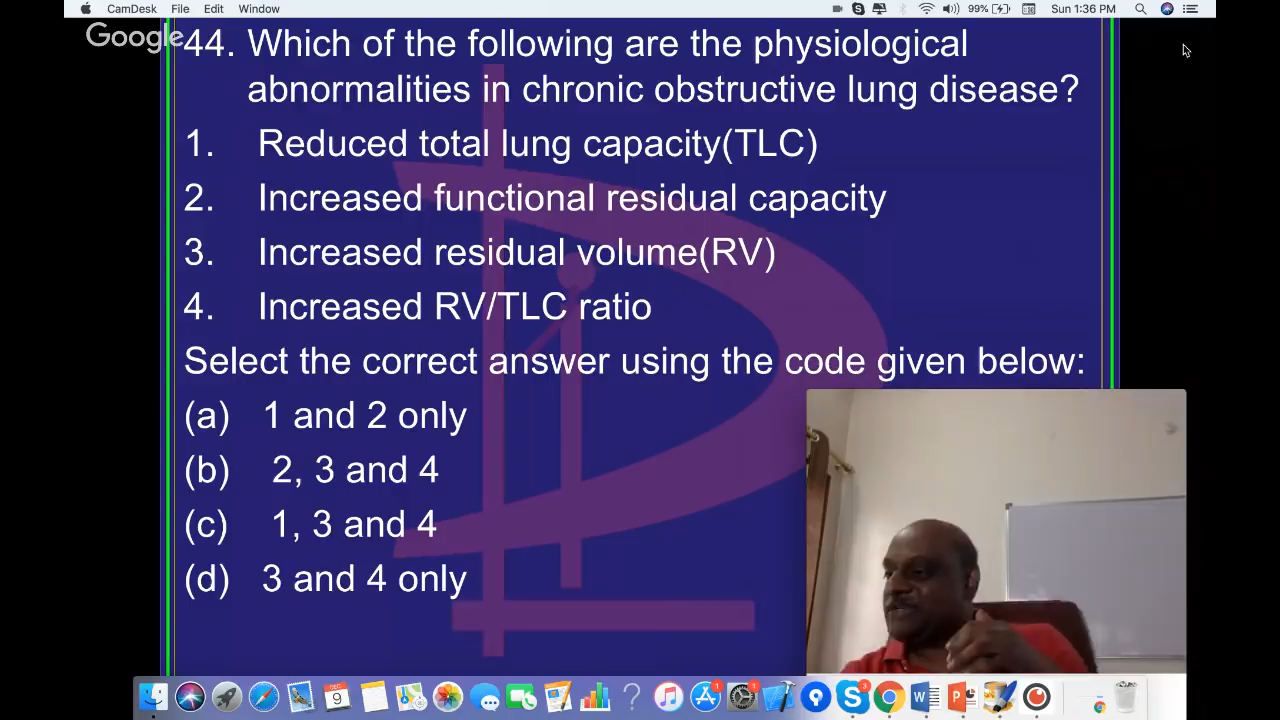 CamDesk File Edit Window 99% Sun 1:36 PM
Google
44. Which of the following are the physiological
abnormalities in chronic obstructive lung disease?
1. Reduced total lung capacity(TLC)
2. Increased functional residual capacity
3. Increased residual volume(RV)
4. Increased RV/TLC ratio
Select the correct answer using the code given below:
(a) 1 and 2 only
(b) 2, 3 and 4
(c) 1, 3 and 4
(d) 3 and 4 only
DEC
9